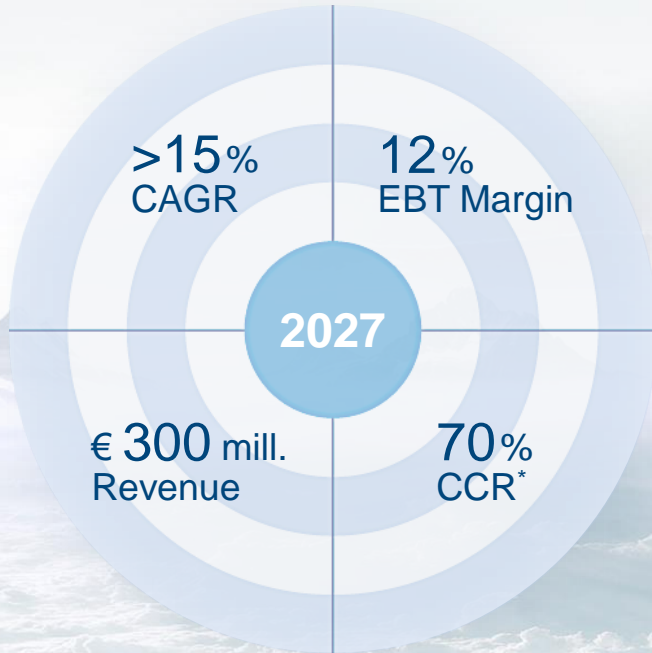 >15%
CAGR
12%
EBT Margin
2027
€ 300 mill.
Revenue
70%
CCR*